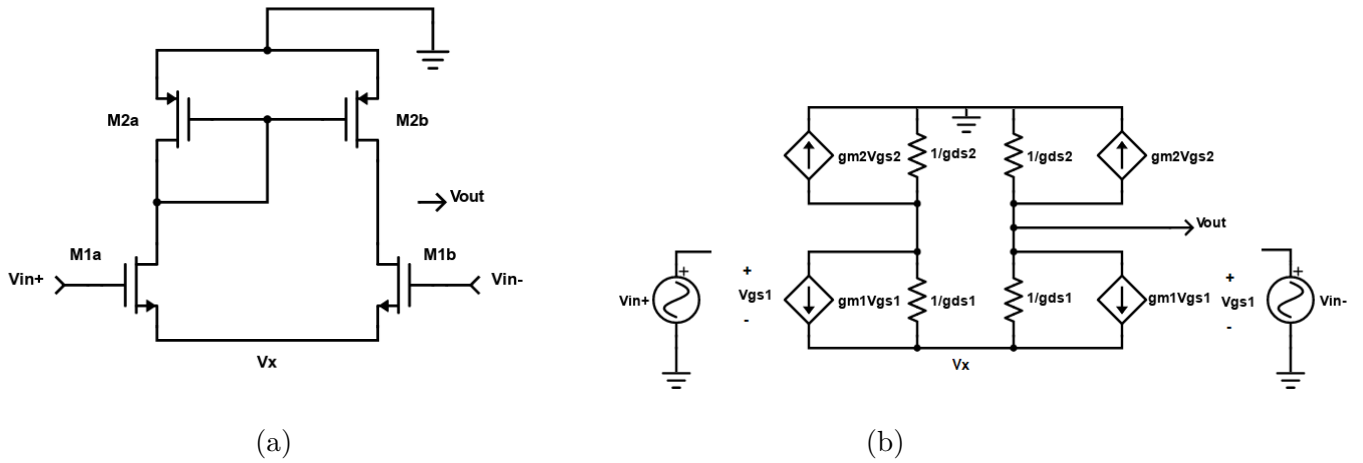 M2a
M2b
Vout
M1a
M1b
Vin+
Vin-
Vx
(a)
gm2Vgs2
1/gds2
1/gds2
gm2Vgs2
Vout
Vin+
+
+
Vgs1
-
gm1Vgs1
1/gds1
1/gds1
gm1Vgs1
+
Vgs1
-
+
Vin-
Vx
(b)